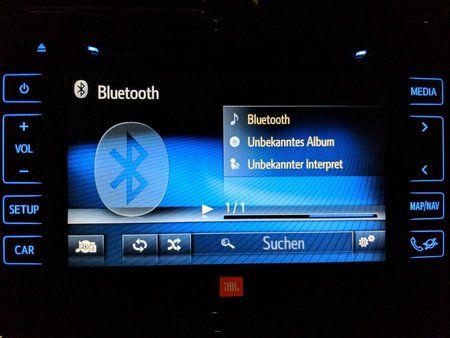 Bluetooth
MEDIA
Bluetooth
Unbekanntes Album
Unbekannter Interpret
+
VOL
−
SETUP
1/1
MAP/NAV
CAR
Suchen
JBL